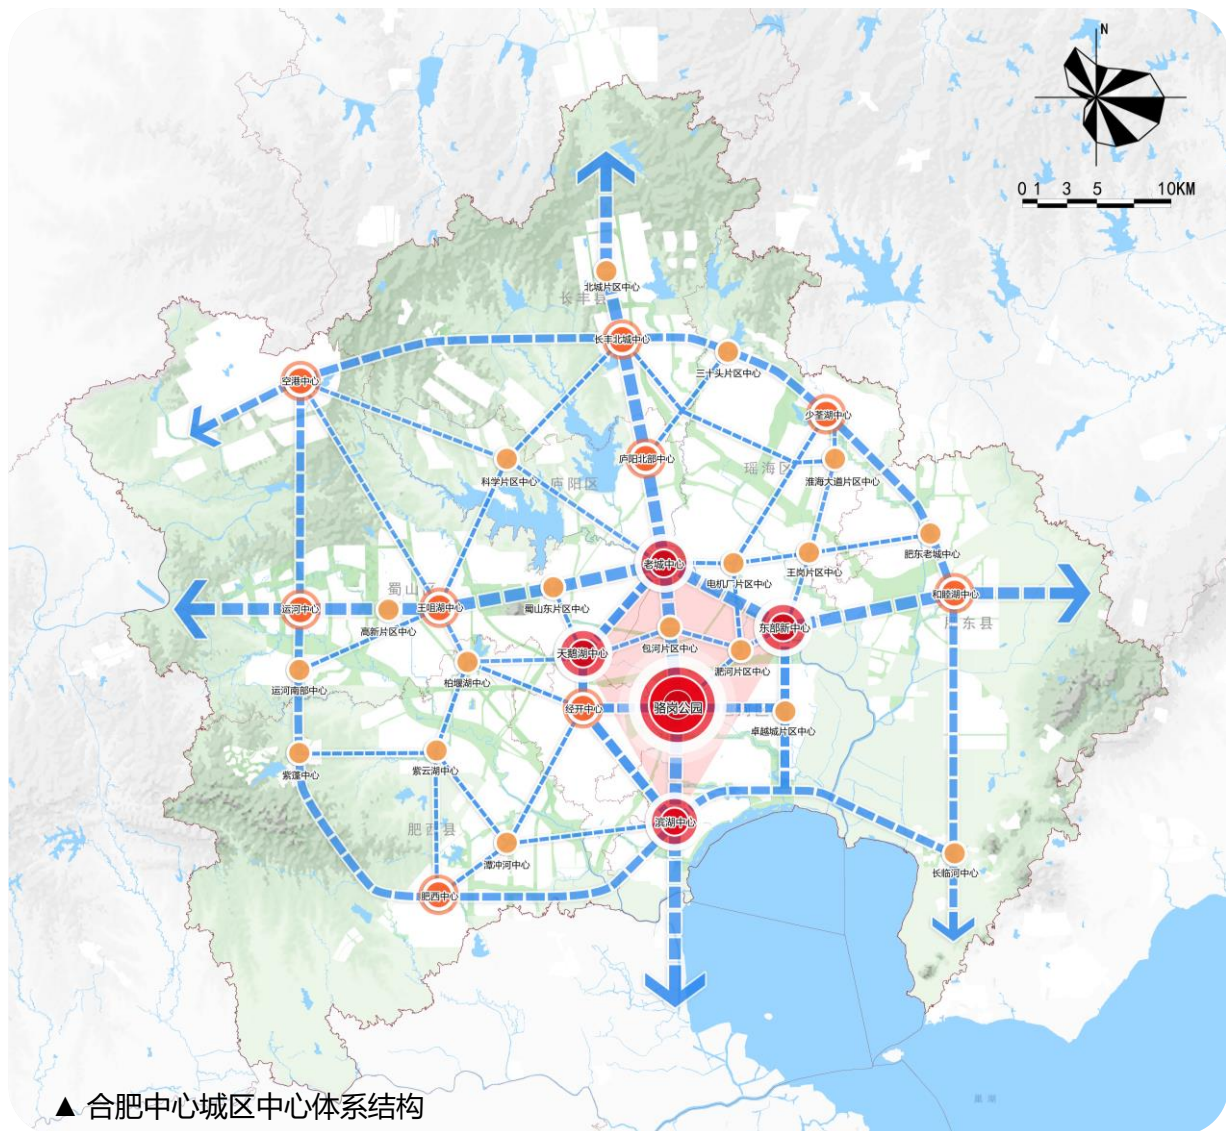 N
0 1 3 5 10KM
北城片区中心
长丰县
长丰北城中心
三十头片区中心
空港中心
少荃湖中心
庐阳北部中心
瑶海区
科学片区中心
庐阳区
淮海大道片区中心
肥东老城中心
老城中心
电机厂片区中心
王岗片区中心
蜀山区
蜀山东片区中心
运河中心
高新片区中心
王咀湖中心
和睦湖中心
肥东县
东部新中心
包河片区中心
天鹅湖中心
淝河片区中心
柏堰湖中心
运河南部中心
骆岗公园
经开中心
卓越城片区中心
紫蓬中心
紫云湖中心
滨湖中心
肥西县
潭冲河中心
长临河中心
肥西中心
巢湖
▲ 合肥中心城区中心体系结构